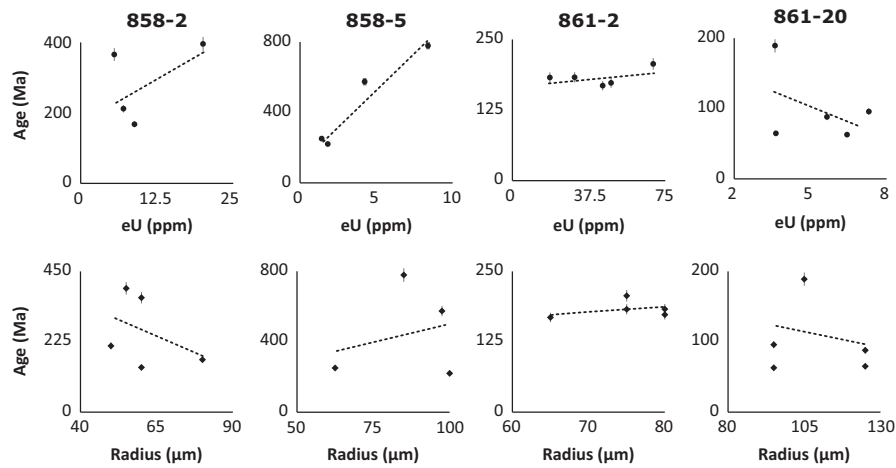 858-2 858-5 861-2 861-20
400 800 250 200
Age (Ma)
200 400 125 100
0 0 0 0
0 12.5 25 0 5 10 0 37.5 75 2 5 8
eU (ppm) eU (ppm) eU (ppm) eU (ppm)
450 800 250 200
Age (Ma)
225 400 125 100
0 0 0 0
40 65 90 50 75 100 60 70 80 80 105 130
Radius (μm) Radius (μm) Radius (μm) Radius (μm)